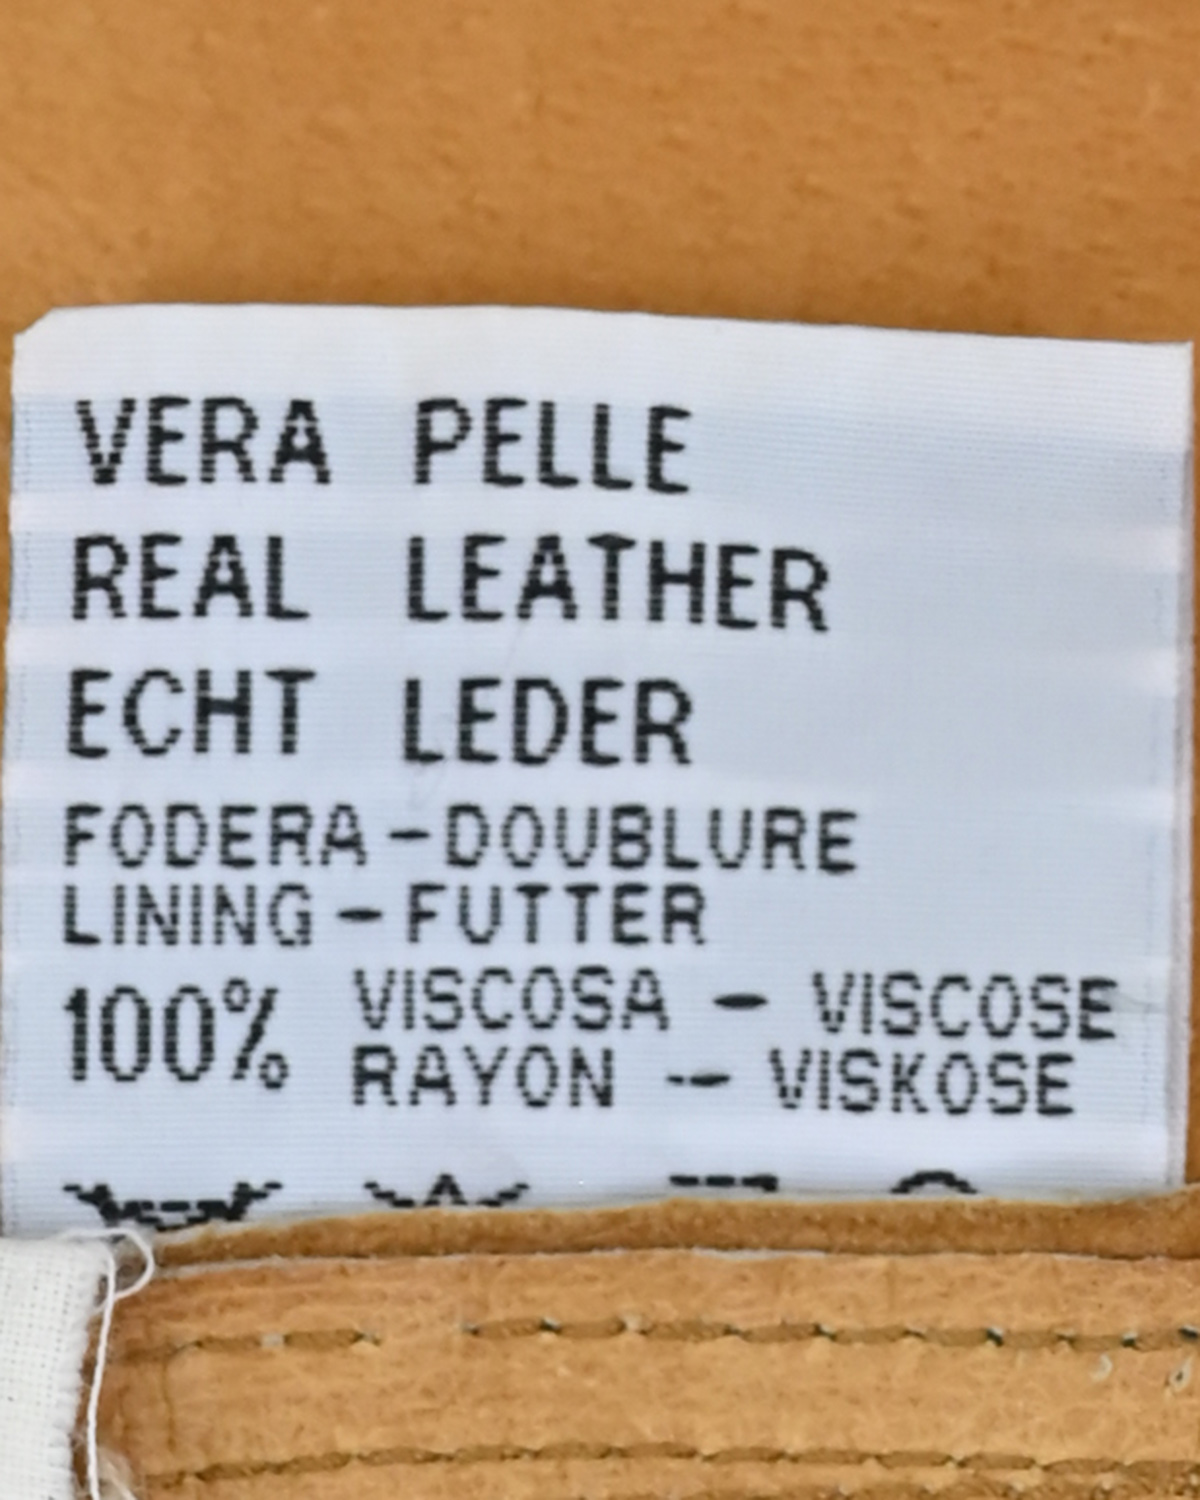 VERA PELLE
REAL LEATHER
ECHT LEDER
FODERA-DOUBLURE
LINING-FUTTER
100% VISCOSA - VISCOSE
RAYON -- VISKOSE